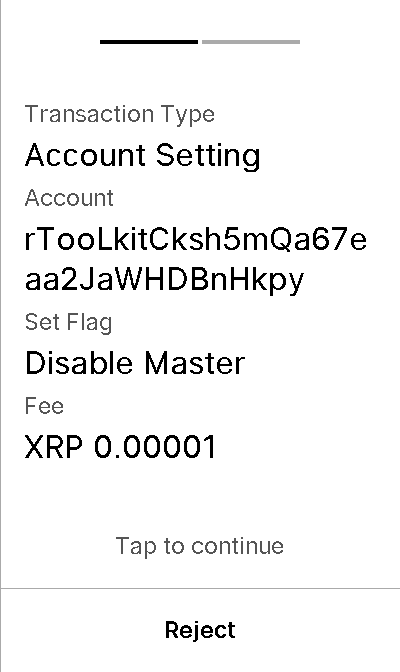 Transaction Type
Account Setting
Account
rTooLkitCksh5mQa67e
aa2JaWHDBnHkpy
Set Flag
Disable Master
Fee
XRP 0.00001
Tap to continue
Reject